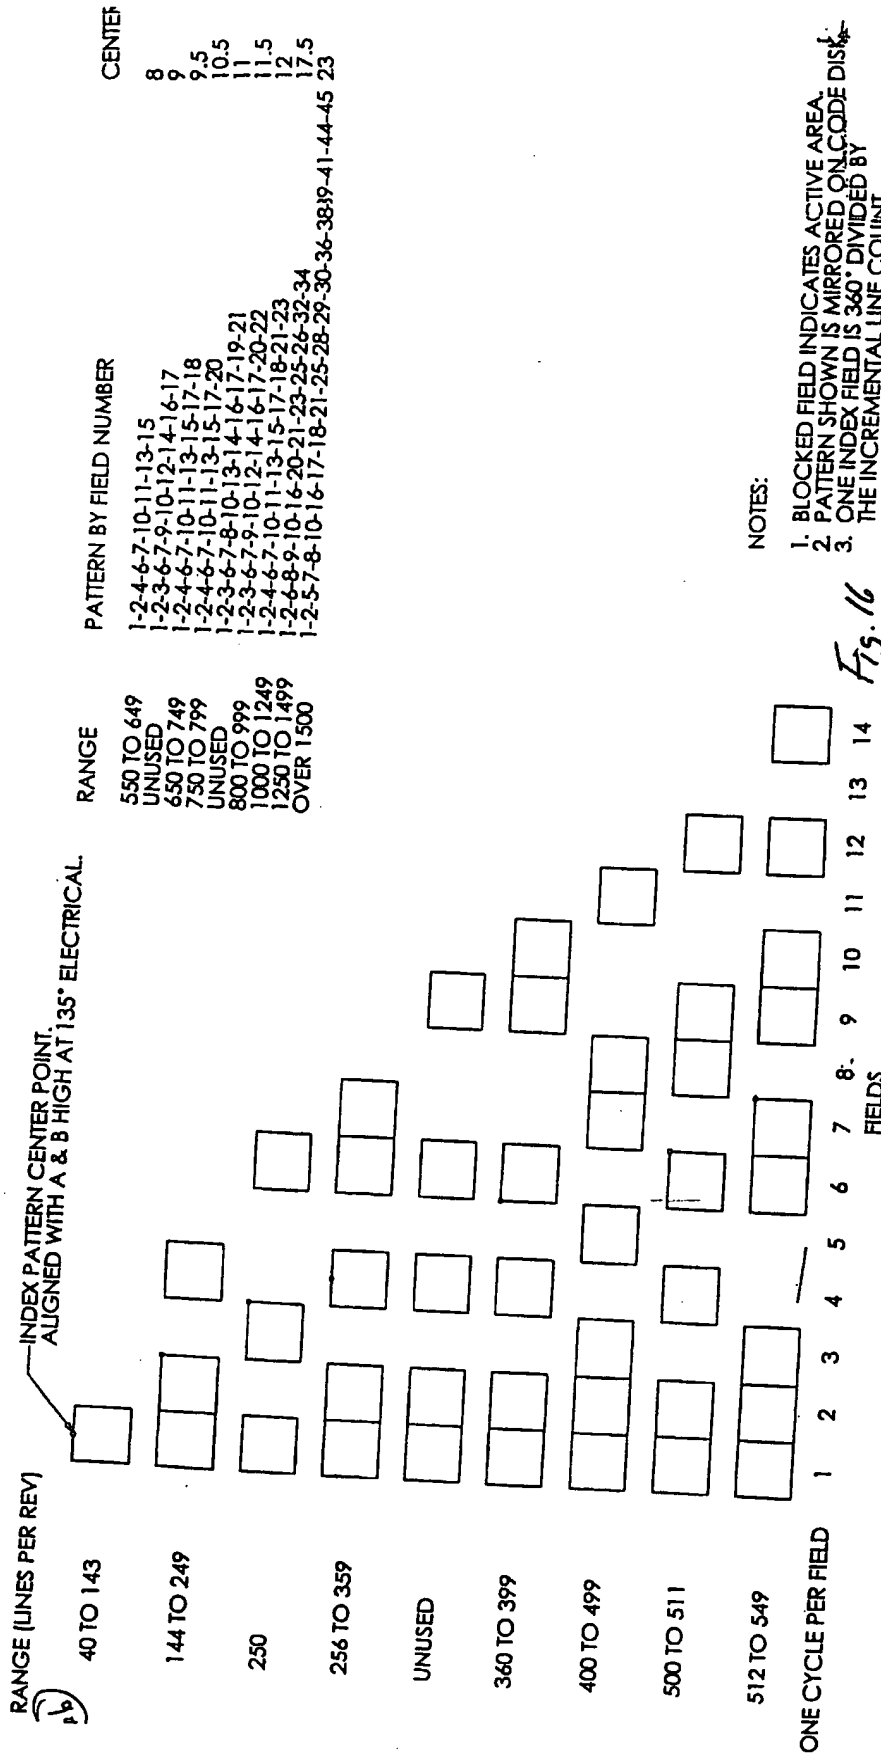 RANGE (LINES PER REV)
INDEX PATTERN CENTER POINT.
ALIGNED WITH A & B HIGH AT 135° ELECTRICAL.
40 TO 143
144 TO 249
250
256 TO 359
UNUSED
360 TO 399
400 TO 499
500 TO 511
512 TO 549
ONE CYCLE PER FIELD
1 2 3 4 5 6 7 8 9 10 11 12 13 14
FIELDS
RANGE PATTERN BY FIELD NUMBER CENTER
550 TO 649 1-2-4-6-7-10-11-13-15 8
UNUSED 1-2-3-6-7-9-10-12-14-16-17 9
650 TO 749 1-2-4-6-7-10-11-13-15-17-18 9.5
750 TO 799 1-2-4-6-7-10-11-13-15-17-20 10.5
UNUSED 1-2-3-6-7-8-10-13-14-16-17-19-21 11
800 TO 999 1-2-3-6-7-9-10-12-14-16-17-20-22 11.5
1000 TO 1249 1-2-4-6-7-10-11-13-15-17-18-21-23 12
1250 TO 1499 1-2-6-8-9-10-16-20-21-23-25-26-32-34 17.5
OVER 1500 1-2-5-7-8-10-16-17-18-21-25-28-29-30-36-38-39-41-44-45 23
NOTES:
1. BLOCKED FIELD INDICATES ACTIVE AREA.
2. PATTERN SHOWN IS MIRRORED ON CODE DISK
3. ONE INDEX FIELD IS 360° DIVIDED BY
THE INCREMENTAL LINE COUNT
Fig. 16